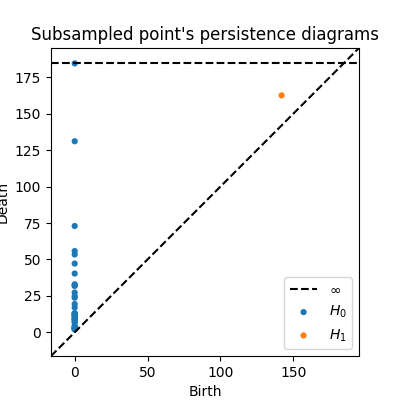 Subsampled point's persistence diagrams
175
150
125
100
75
50
25
0
Death
0 50 100 150
Birth
∞
H₀
H₁